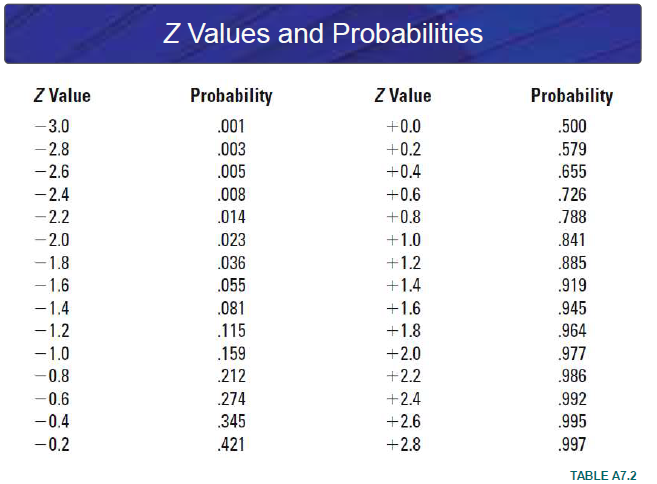 Z Values and Probabilities
Z Value Probability Z Value Probability
−3.0 .001 +0.0 .500
−2.8 .003 +0.2 .579
−2.6 .005 +0.4 .655
−2.4 .008 +0.6 .726
−2.2 .014 +0.8 .788
−2.0 .023 +1.0 .841
−1.8 .036 +1.2 .885
−1.6 .055 +1.4 .919
−1.4 .081 +1.6 .945
−1.2 .115 +1.8 .964
−1.0 .159 +2.0 .977
−0.8 .212 +2.2 .986
−0.6 .274 +2.4 .992
−0.4 .345 +2.6 .995
−0.2 .421 +2.8 .997
TABLE A7.2